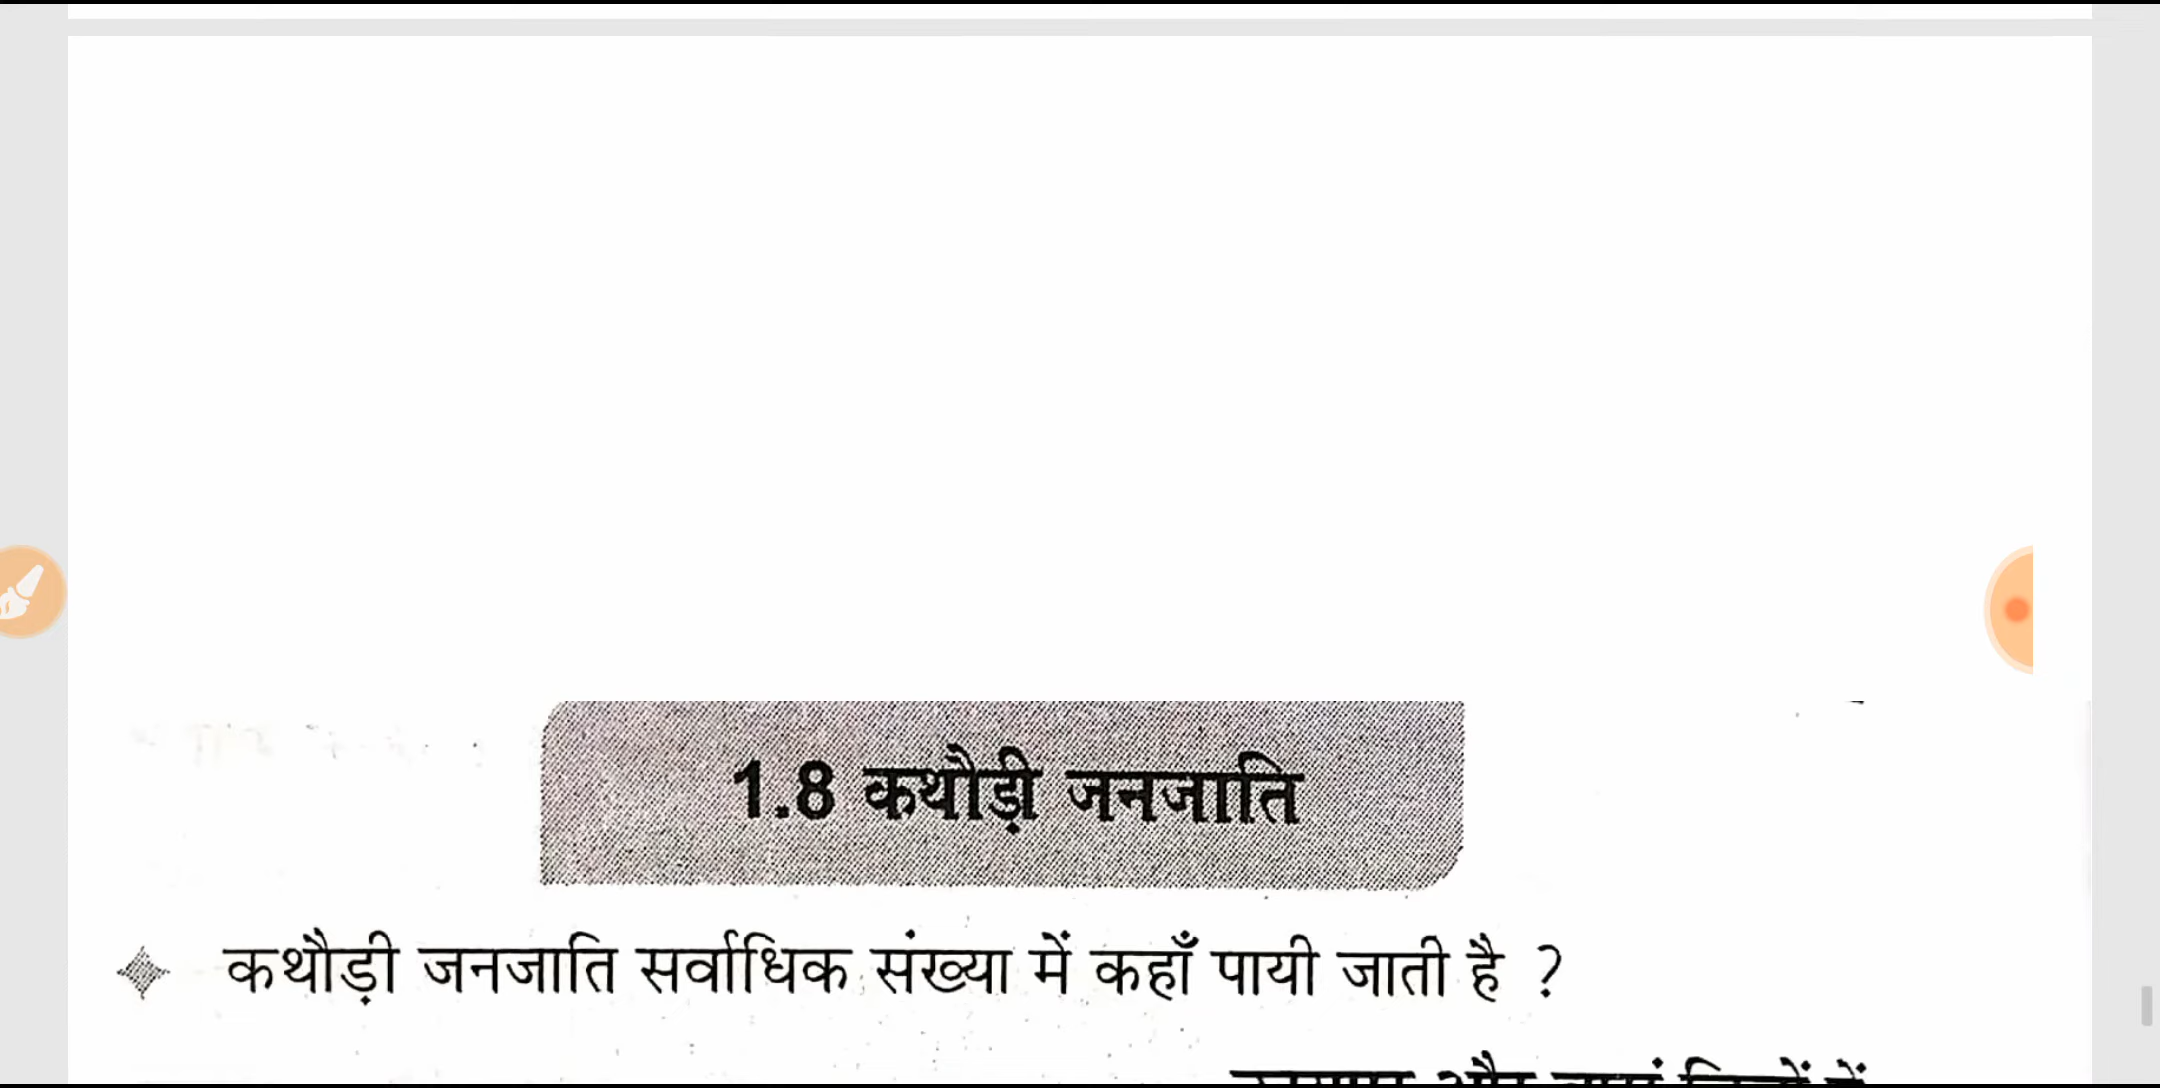 1.8 कथौड़ी जनजाति
कथौड़ी जनजाति सर्वाधिक संख्या में कहाँ पायी जाती है ?